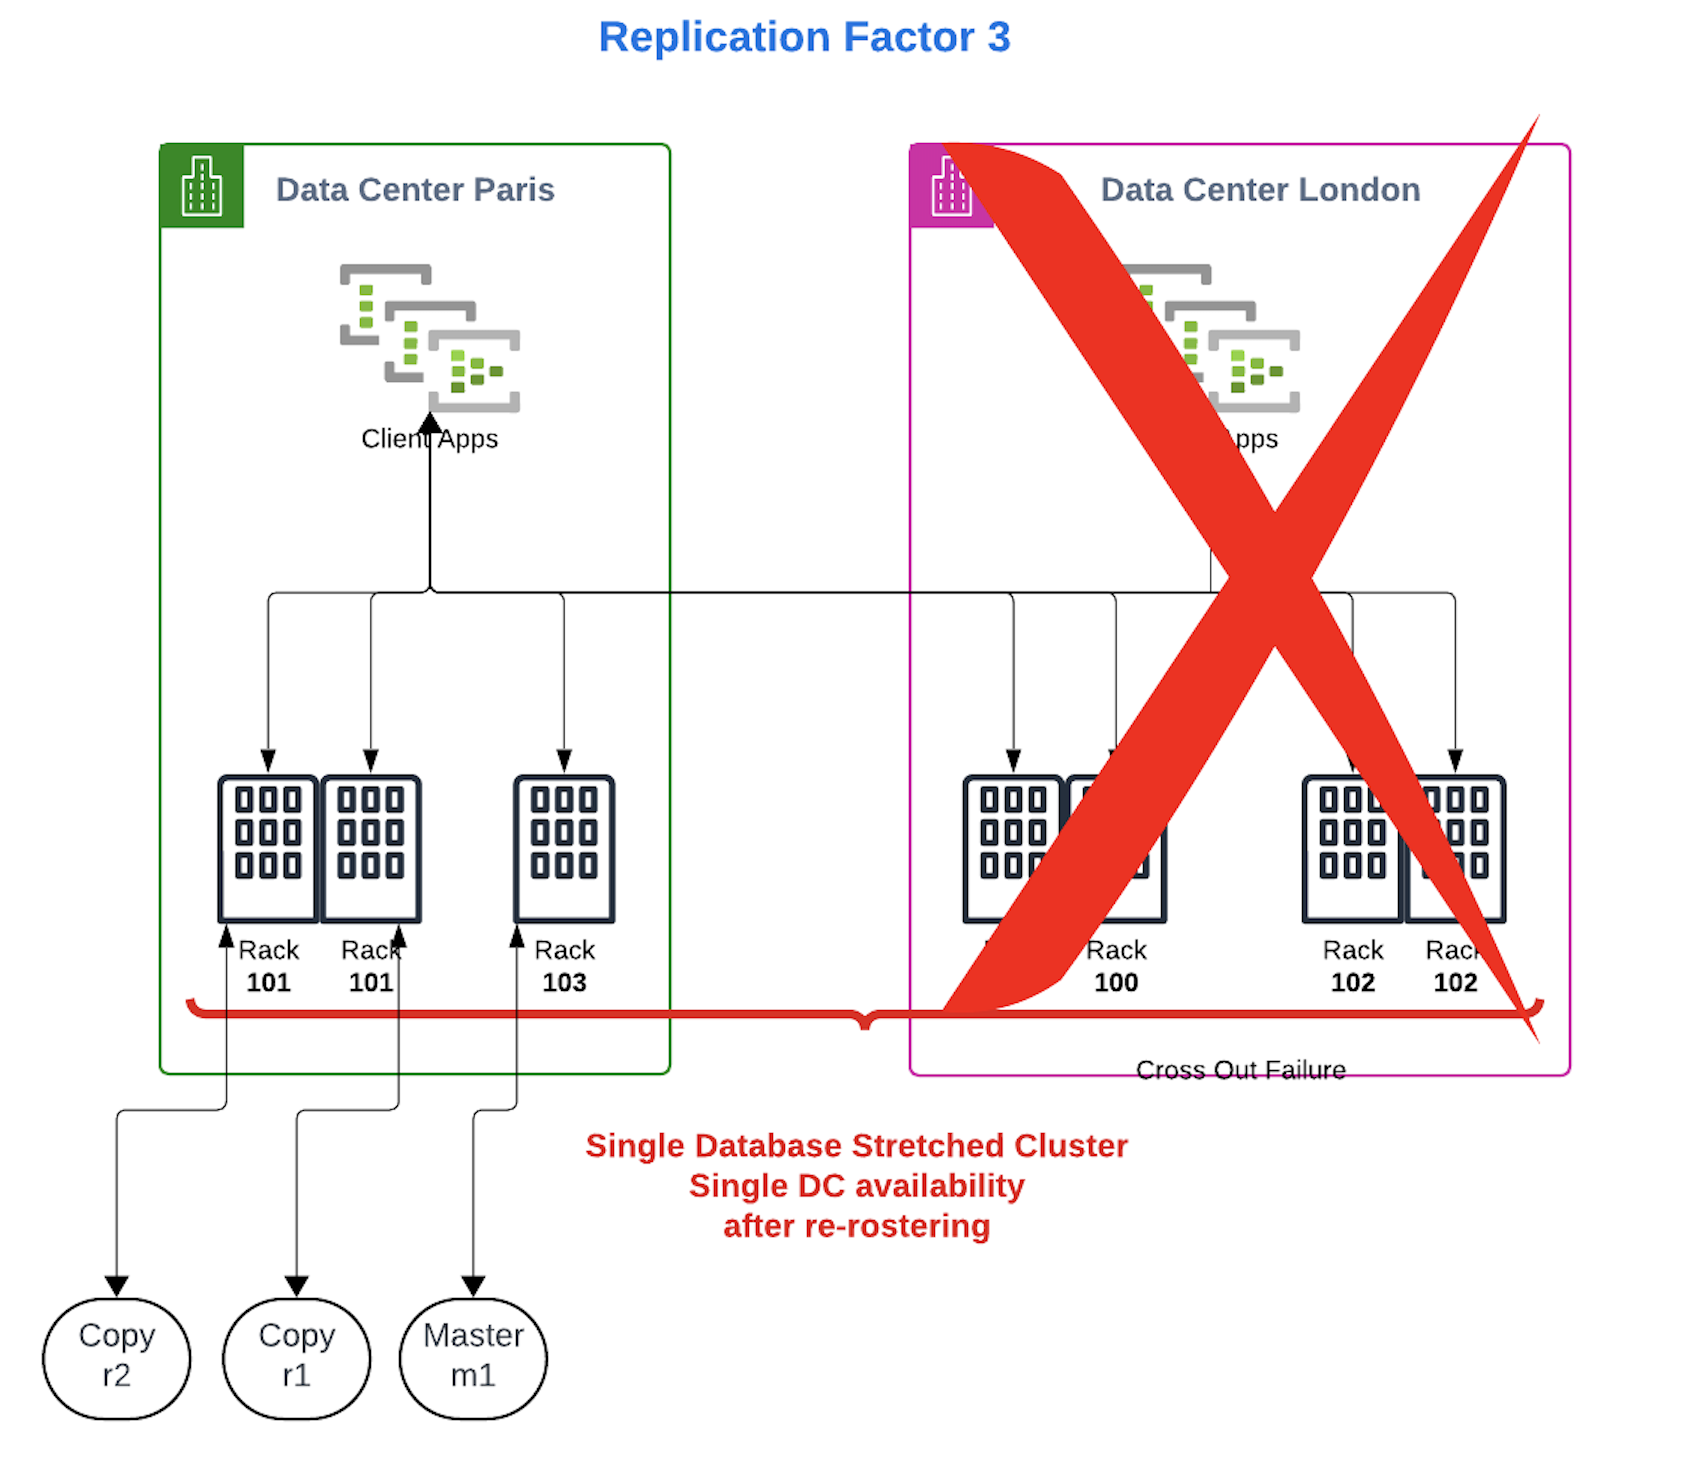 Replication Factor 3
Data Center Paris
Data Center London
Client Apps
Apps
Rack
101
Rack
101
Rack
103
Rack
100
Rack
102
Rack
102
Cross Out Failure
Single Database Stretched Cluster
Single DC availability
after re-rostering
Copy
r2
Copy
r1
Master
m1